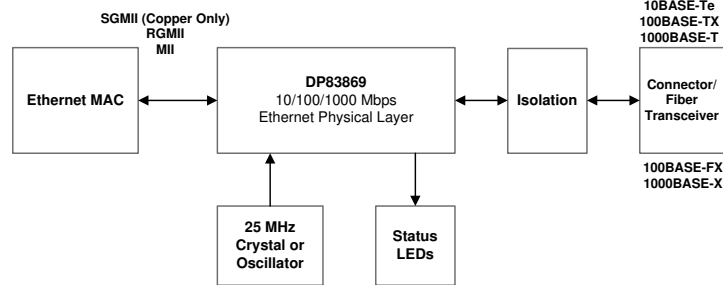 SGMII (Copper Only)
RGMII
MII
10BASE-Te
100BASE-TX
1000BASE-T
Ethernet MAC
DP83869
10/100/1000 Mbps
Ethernet Physical Layer
Isolation
Connector/
Fiber
Transceiver
100BASE-FX
1000BASE-X
25 MHz
Crystal or
Oscillator
Status
LEDs